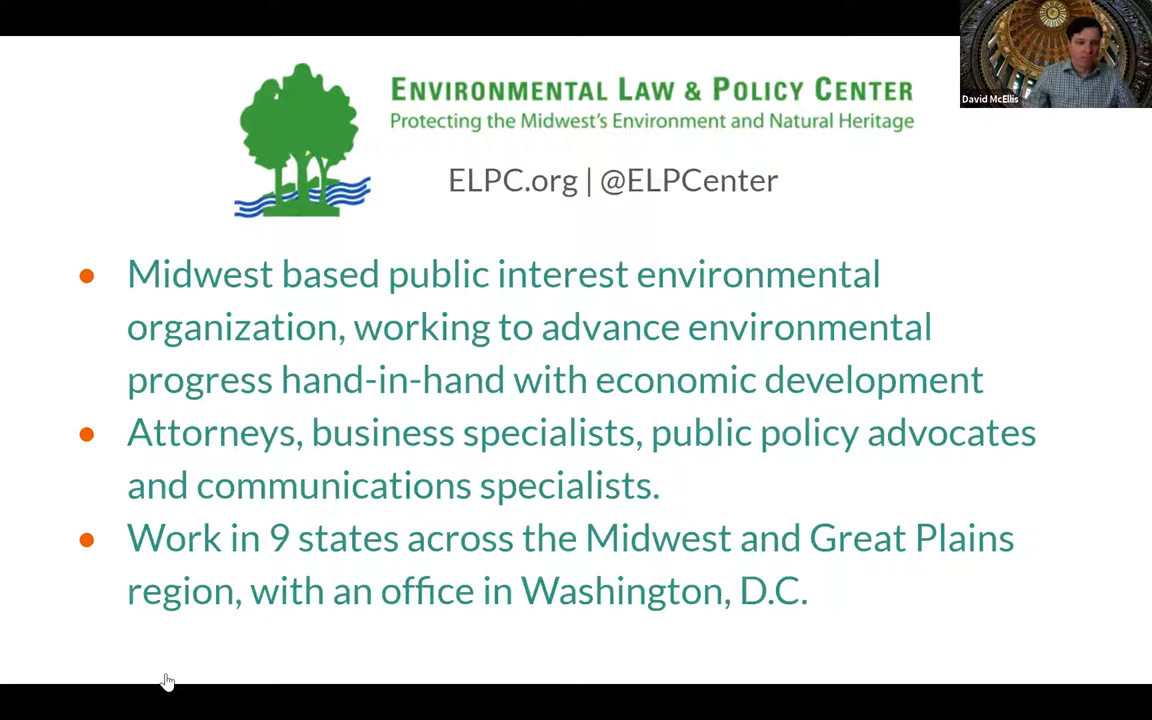 ENVIRONMENTAL LAW & POLICY CENTER
Protecting the Midwest's Environment and Natural Heritage
David McEllis
ELPC.org | @ELPCenter
• Midwest based public interest environmental
organization, working to advance environmental
progress hand-in-hand with economic development
• Attorneys, business specialists, public policy advocates
and communications specialists.
• Work in 9 states across the Midwest and Great Plains
region, with an office in Washington, D.C.